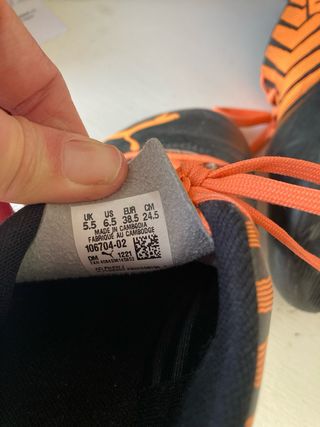 UK US EUR CM
5.5 6.5 38.5 24.5
MADE IN CAMBODIA
FABRIQUÉ AU CAMBODGE
106704-02
DM 1221